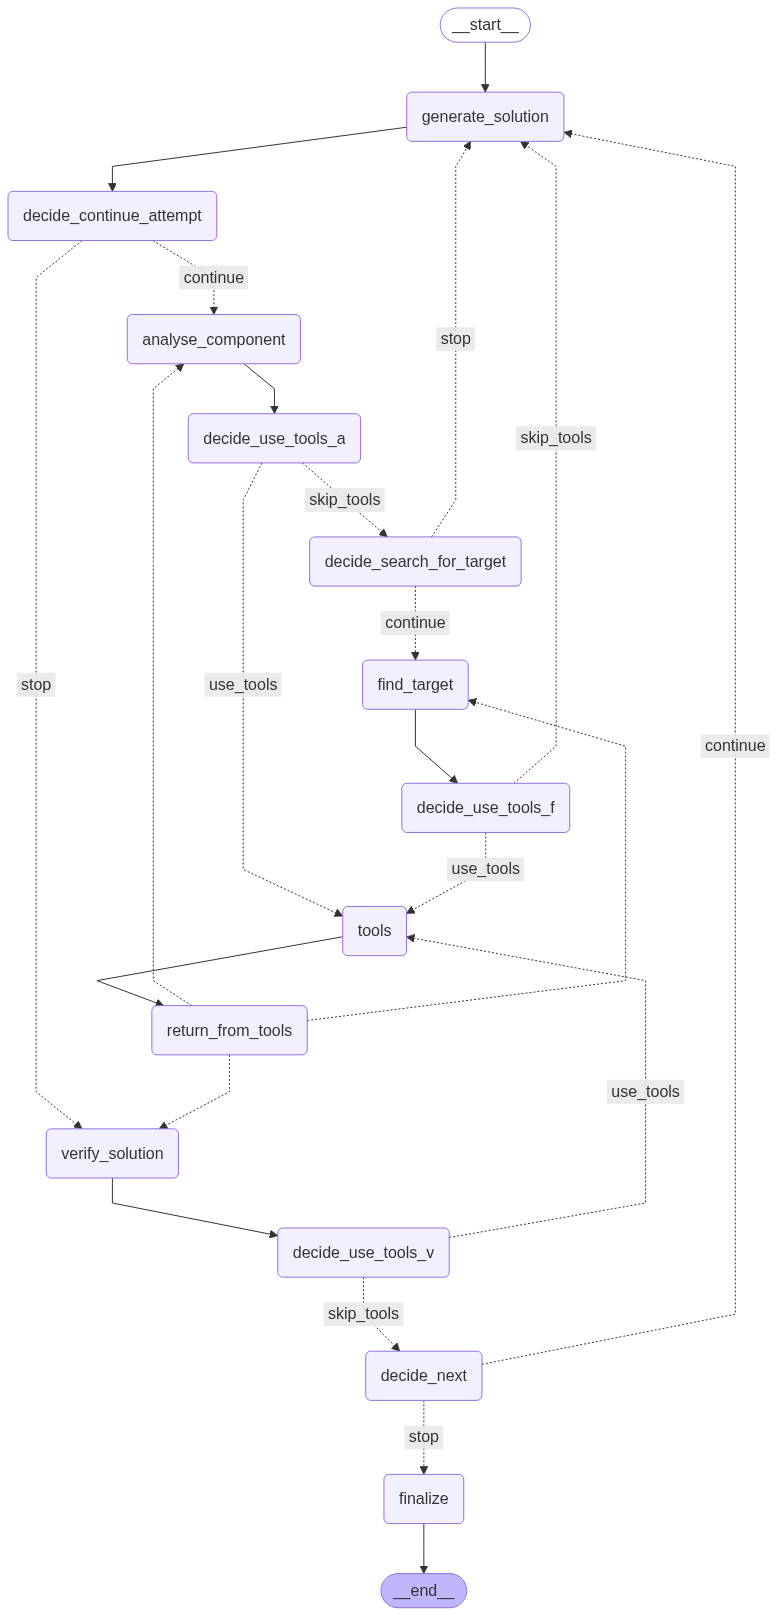 __start__
generate_solution
decide_continue_attempt
continue
analyse_component
stop
decide_use_tools_a
skip_tools
skip_tools
decide_search_for_target
continue
stop
use_tools
find_target
continue
decide_use_tools_f
use_tools
tools
return_from_tools
use_tools
verify_solution
decide_use_tools_v
skip_tools
decide_next
stop
finalize
__end__